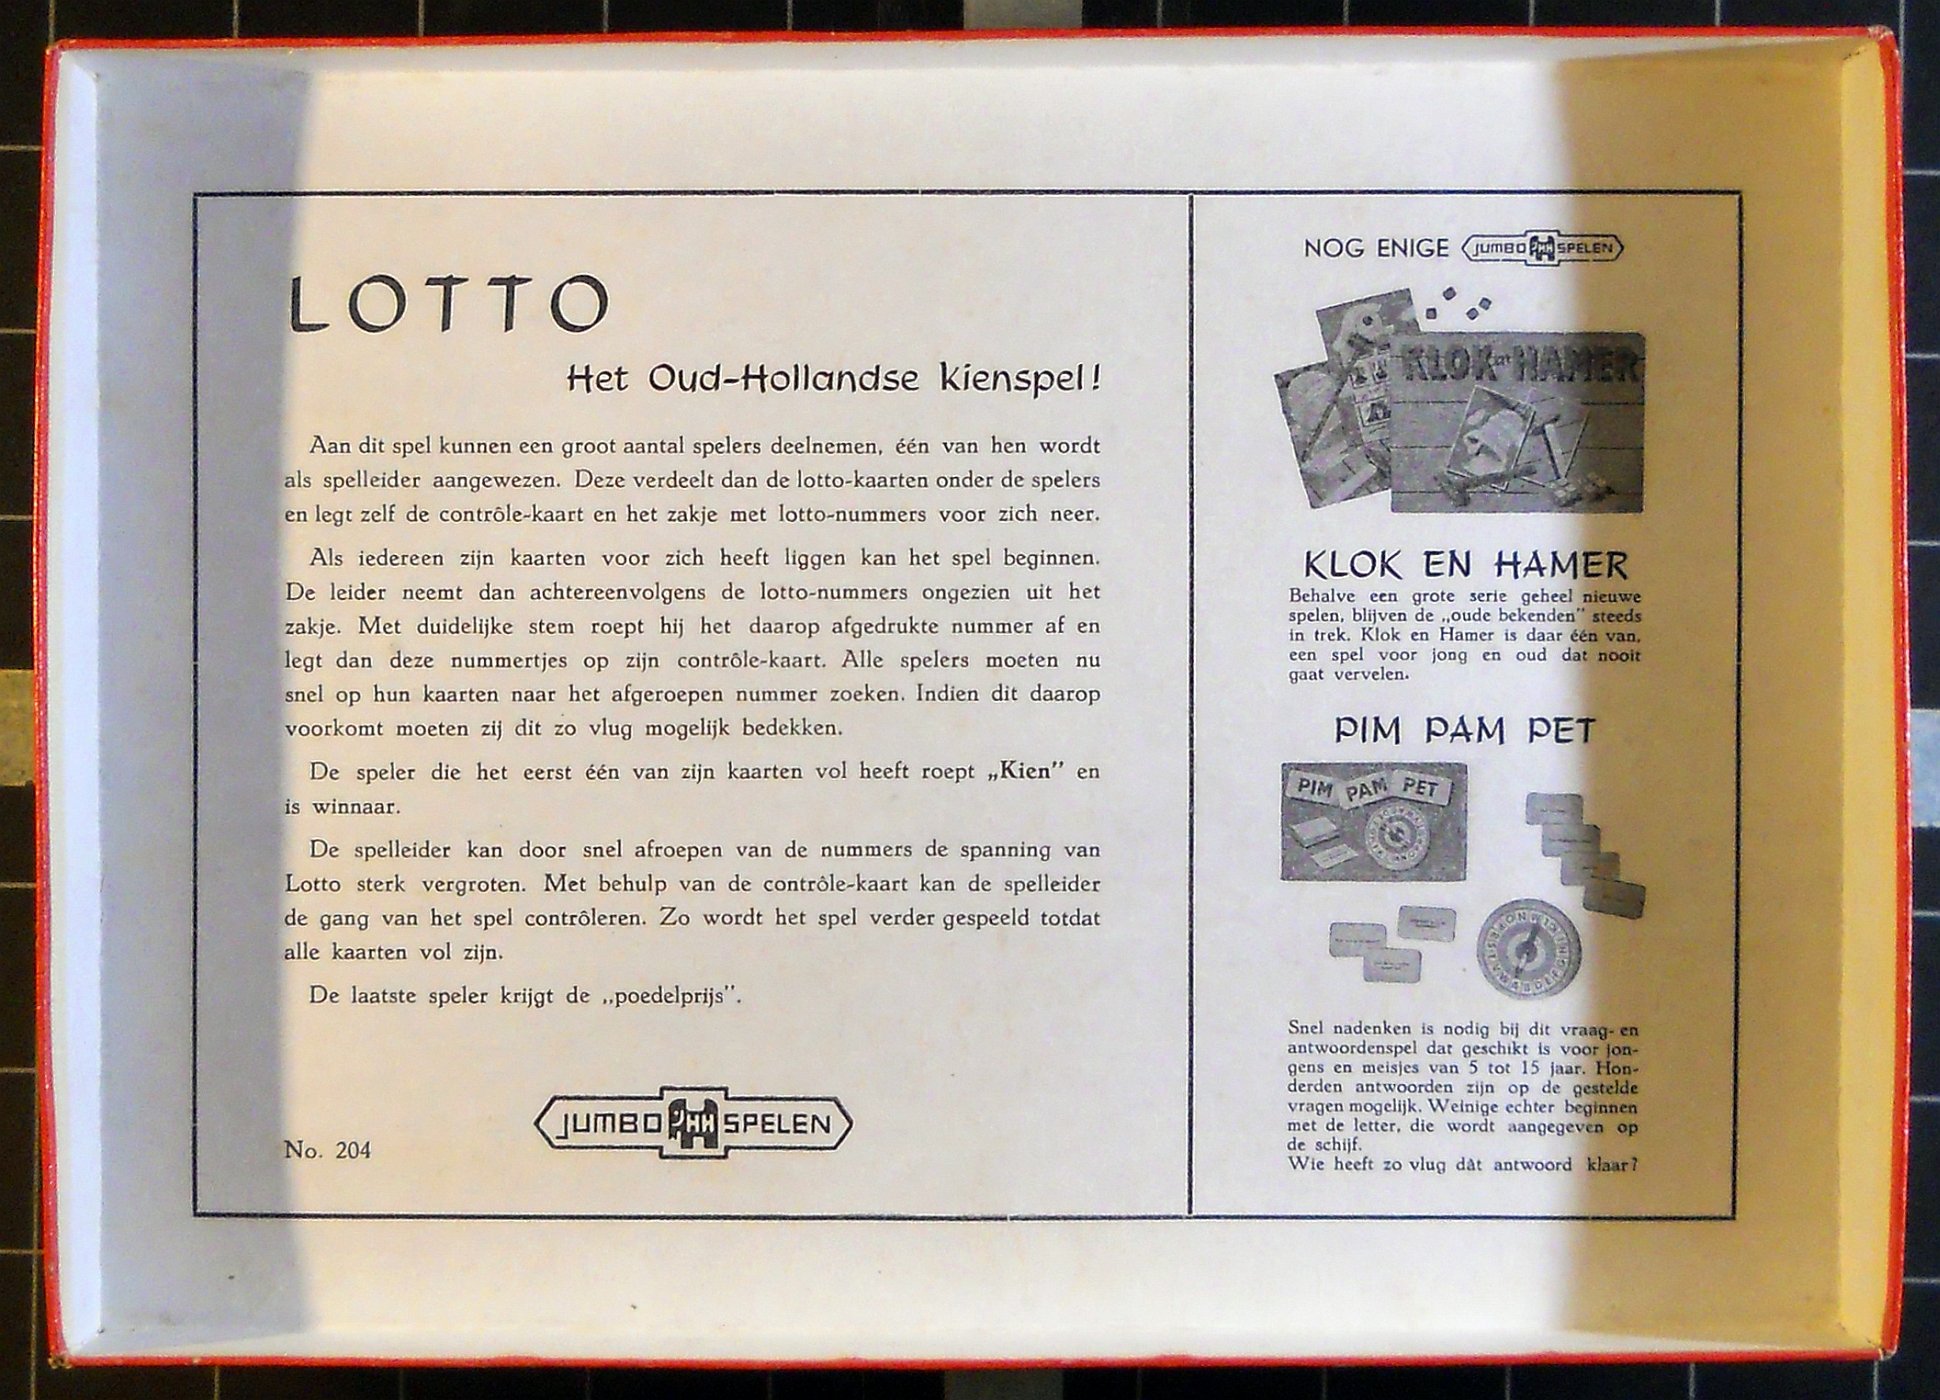 LOTTO
Het Oud-Hollandse kienspel!
Aan dit spel kunnen een groot aantal spelers deelnemen, één van hen wordt
als spelleider aangewezen. Deze verdeelt dan de lotto-kaarten onder de spelers
en legt zelf de contrôle-kaart en het zakje met lotto-nummers voor zich neer.
Als iedereen zijn kaarten voor zich heeft liggen kan het spel beginnen.
De leider neemt dan achtereenvolgens de lotto-nummers ongezien uit het
zakje. Met duidelijke stem roept hij het daarop afgedrukte nummer af en
legt dan deze nummertjes op zijn contrôle-kaart. Alle spelers moeten nu
snel op hun kaarten naar het afgeroepen nummer zoeken. Indien dit daarop
voorkomt moeten zij dit zo vlug mogelijk bedekken.
De speler die het eerst één van zijn kaarten vol heeft roept „Kien” en
is winnaar.
De spelleider kan door snel afroepen van de nummers de spanning van
Lotto sterk vergroten. Met behulp van de contrôle-kaart kan de spelleider
de gang van het spel contrôleren. Zo wordt het spel verder gespeeld totdat
alle kaarten vol zijn.
De laatste speler krijgt de „poedelprijs”.
No. 204
JUMBO JHH SPELEN
NOG ENIGE JUMBO JHH SPELEN
KLOK en HAMER
KLOK EN HAMER
Behalve een grote serie geheel nieuwe
spelen, blijven de „oude bekenden” steeds
in trek. Klok en Hamer is daar één van,
een spel voor jong en oud dat nooit
gaat vervelen.
PIM PAM PET
PIM PAM PET
Snel nadenken is nodig bij dit vraag- en
antwoordenspel dat geschikt is voor jon-
gens en meisjes van 5 tot 15 jaar. Hon-
derden antwoorden zijn op de gestelde
vragen mogelijk. Weinige echter beginnen
met de letter, die wordt aangegeven op
de schijf.
Wie heeft zo vlug dàt antwoord klaar?